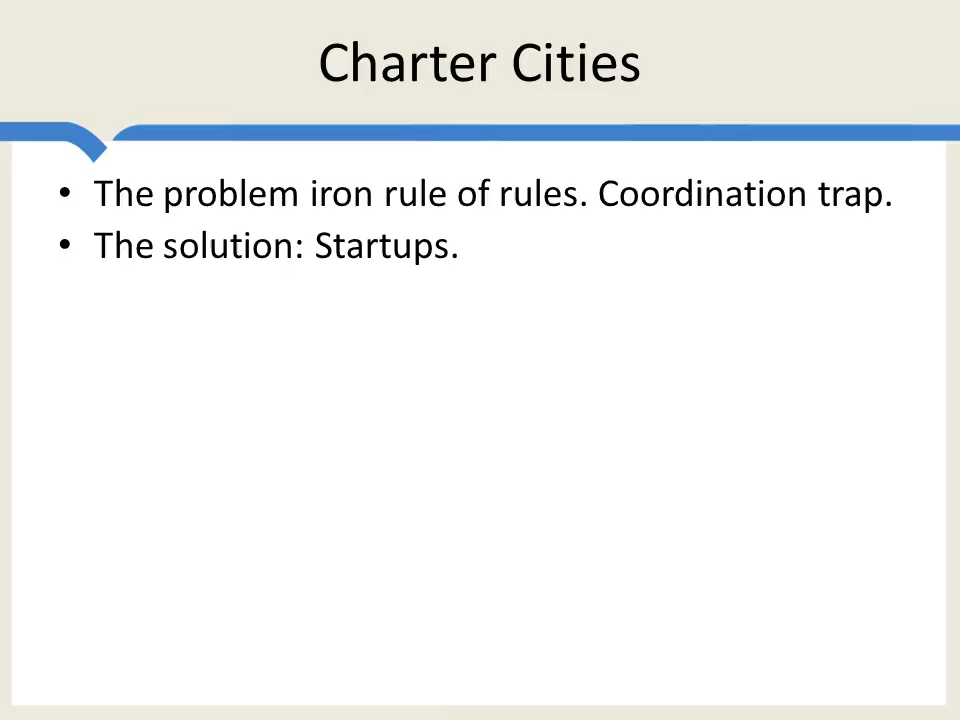 Charter Cities
• The problem iron rule of rules. Coordination trap.
• The solution: Startups.